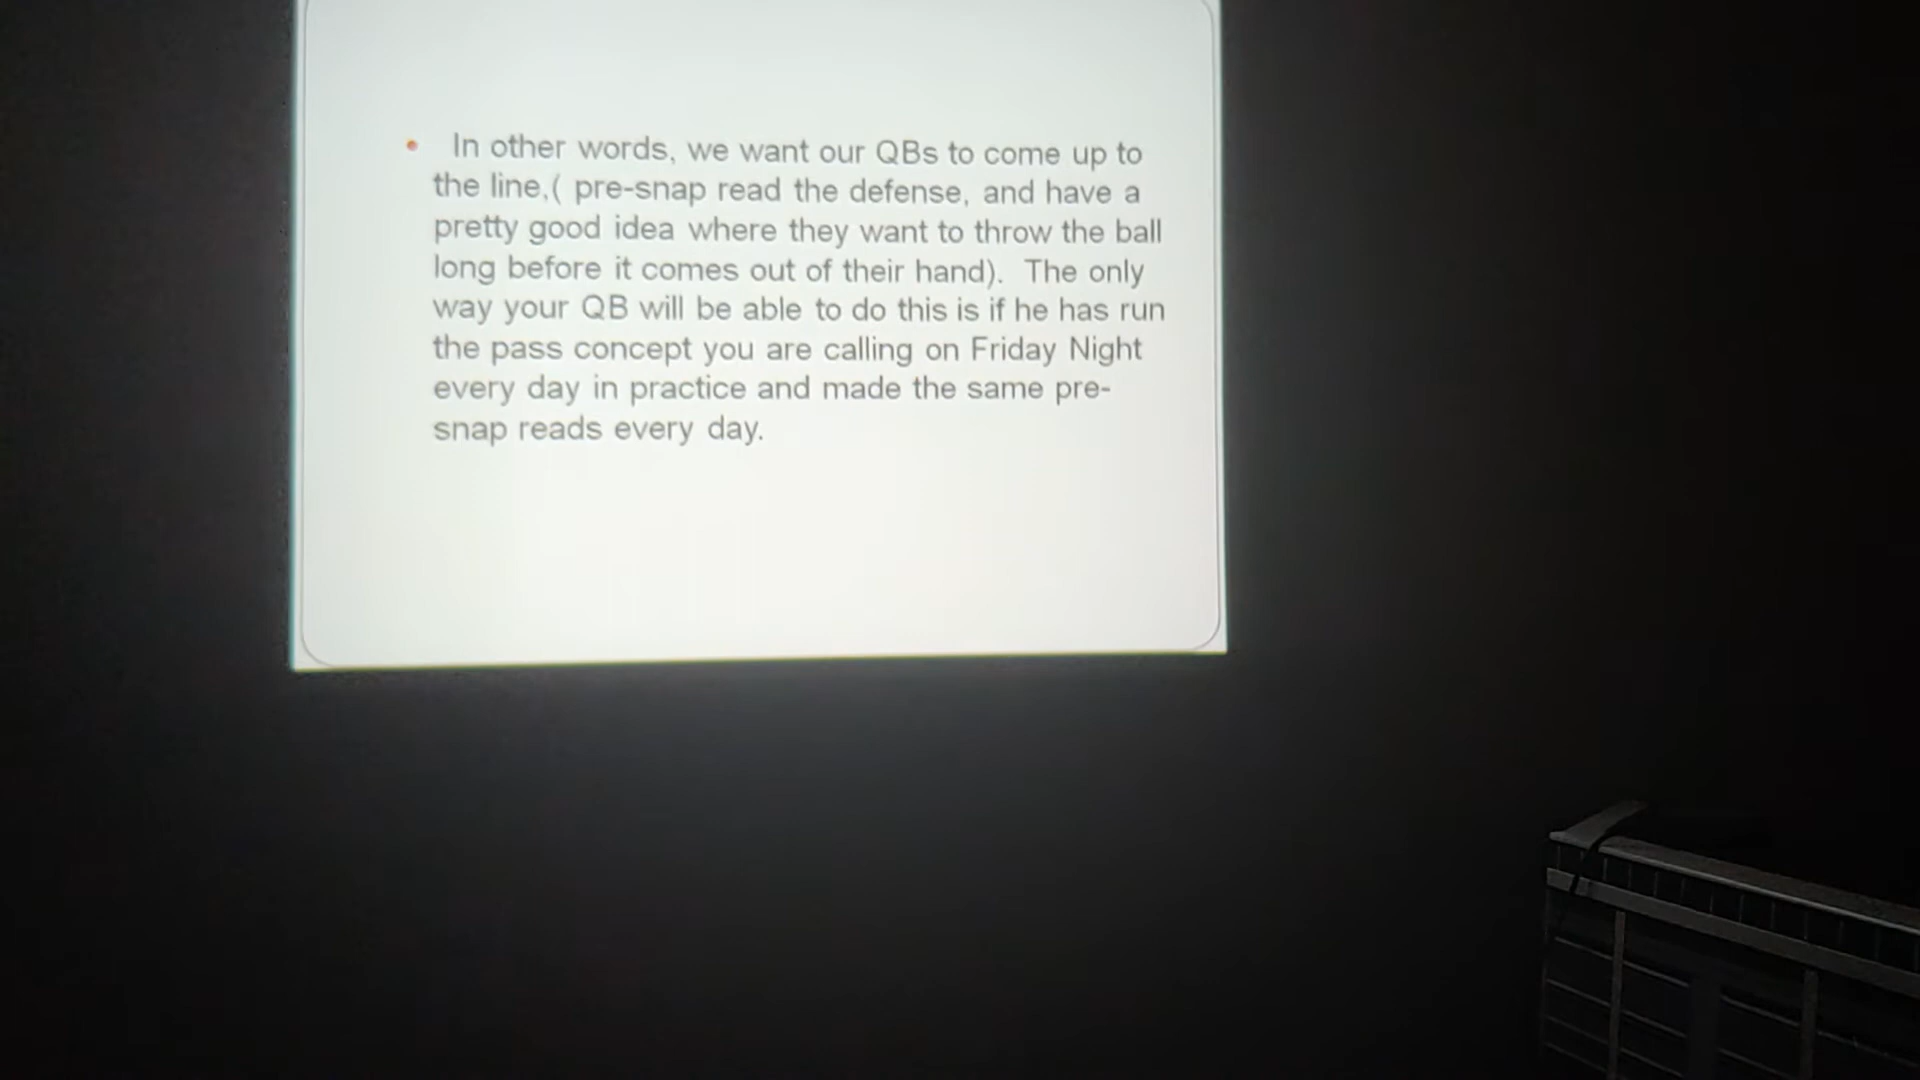 • In other words, we want our QBs to come up to
the line,( pre-snap read the defense, and have a
pretty good idea where they want to throw the ball
long before it comes out of their hand).  The only
way your QB will be able to do this is if he has run
the pass concept you are calling on Friday Night
every day in practice and made the same pre-
snap reads every day.